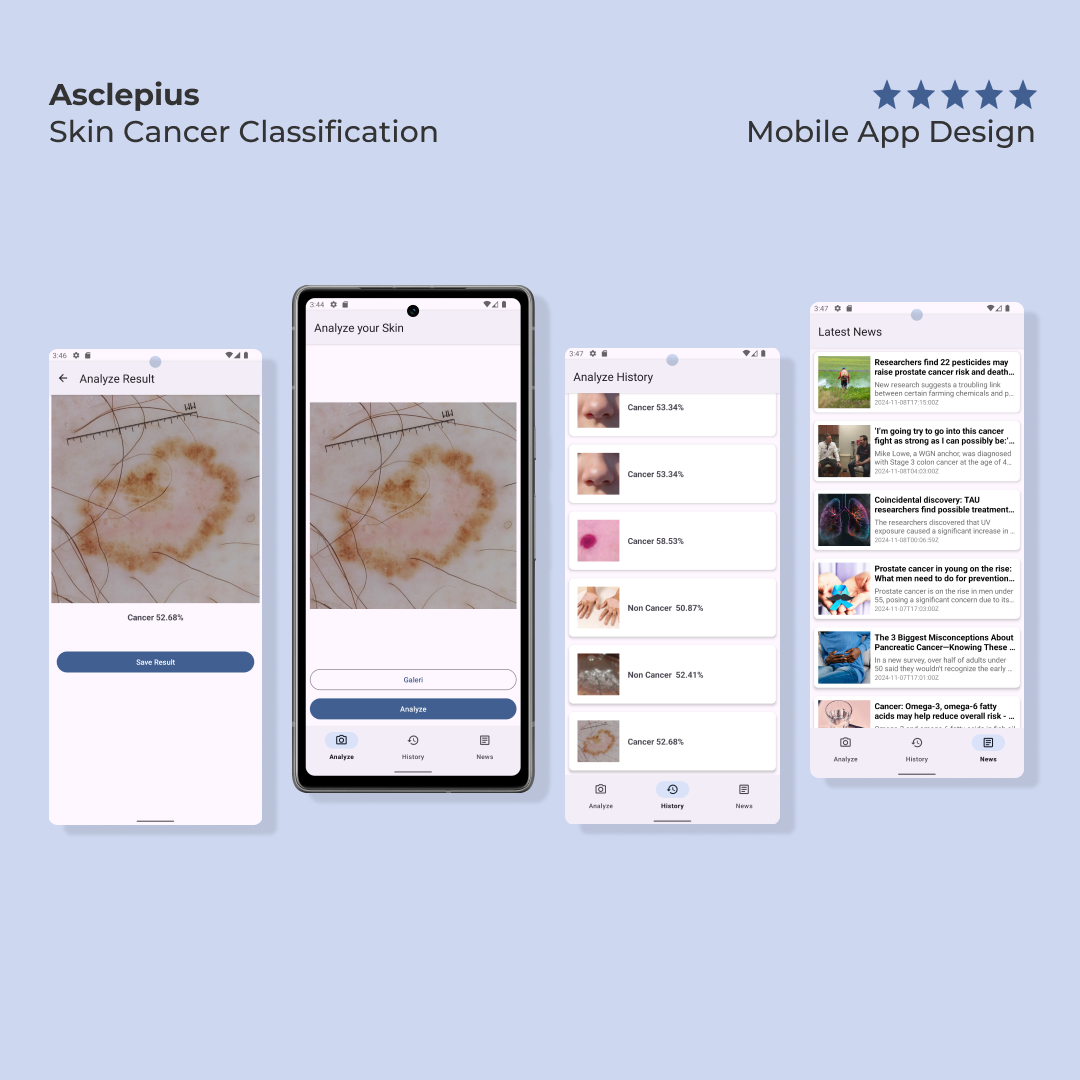 Asclepius
Skin Cancer Classification
Mobile App Design
3:46
Analyze Result
Cancer 52.68%
Save Result
3:44
Analyze your Skin
Galeri
Analyze
Analyze
History
News
3:47
Analyze History
Cancer 53.34%
Cancer 53.34%
Cancer 58.53%
Non Cancer 50.87%
Non Cancer 52.41%
Cancer 52.68%
Analyze
History
News
3:47
Latest News
Researchers find 22 pesticides may
raise prostate cancer risk and death...
New research suggests a troubling link
between certain farming chemicals and p...
2024-11-08T17:15:00Z
'I'm going try to go into this cancer
fight as strong as I can possibly be:'...
Mike Lowe, a WGN anchor, was diagnosed
with Stage 3 colon cancer at the age of 4...
2024-11-08T04:03:00Z
Coincidental discovery: TAU
researchers find possible treatment...
The researchers discovered that UV
exposure caused a significant increase in ...
2024-11-08T00:06:59Z
Prostate cancer in young on the rise:
What men need to do for prevention...
Prostate cancer is on the rise in men under
55, posing a significant concern due to its...
2024-11-07T17:03:00Z
The 3 Biggest Misconceptions About
Pancreatic Cancer—Knowing These ...
In a new survey, over half of adults under
50 said they wouldn't recognize the early ...
2024-11-07T17:01:00Z
Cancer: Omega-3, omega-6 fatty
acids may help reduce overall risk - ...
Analyze
History
News